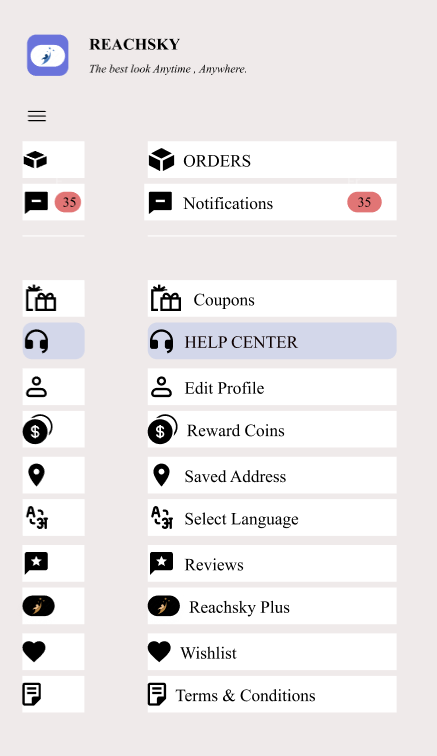 REACHSKY
The best look Anytime , Anywhere.
ORDERS
35
Notifications 35
Coupons
HELP CENTER
Edit Profile
$ $ Reward Coins
Saved Address
A अ A अ Select Language
Reviews
Reachsky Plus
Wishlist
Terms & Conditions